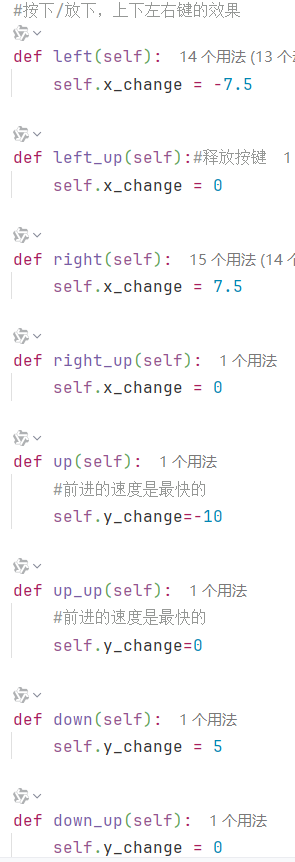 #按下/放下，上下左右键的效果
def left(self): 14 个用法 (13 个
self.x_change = -7.5
def left_up(self):#释放按键 1
self.x_change = 0
def right(self): 15 个用法 (14 个
self.x_change = 7.5
def right_up(self): 1 个用法
self.x_change = 0
def up(self): 1 个用法
#前进的速度是最快的
self.y_change=-10
def up_up(self): 1 个用法
#前进的速度是最快的
self.y_change=0
def down(self): 1 个用法
self.y_change = 5
def down_up(self): 1 个用法
self.y_change = 0